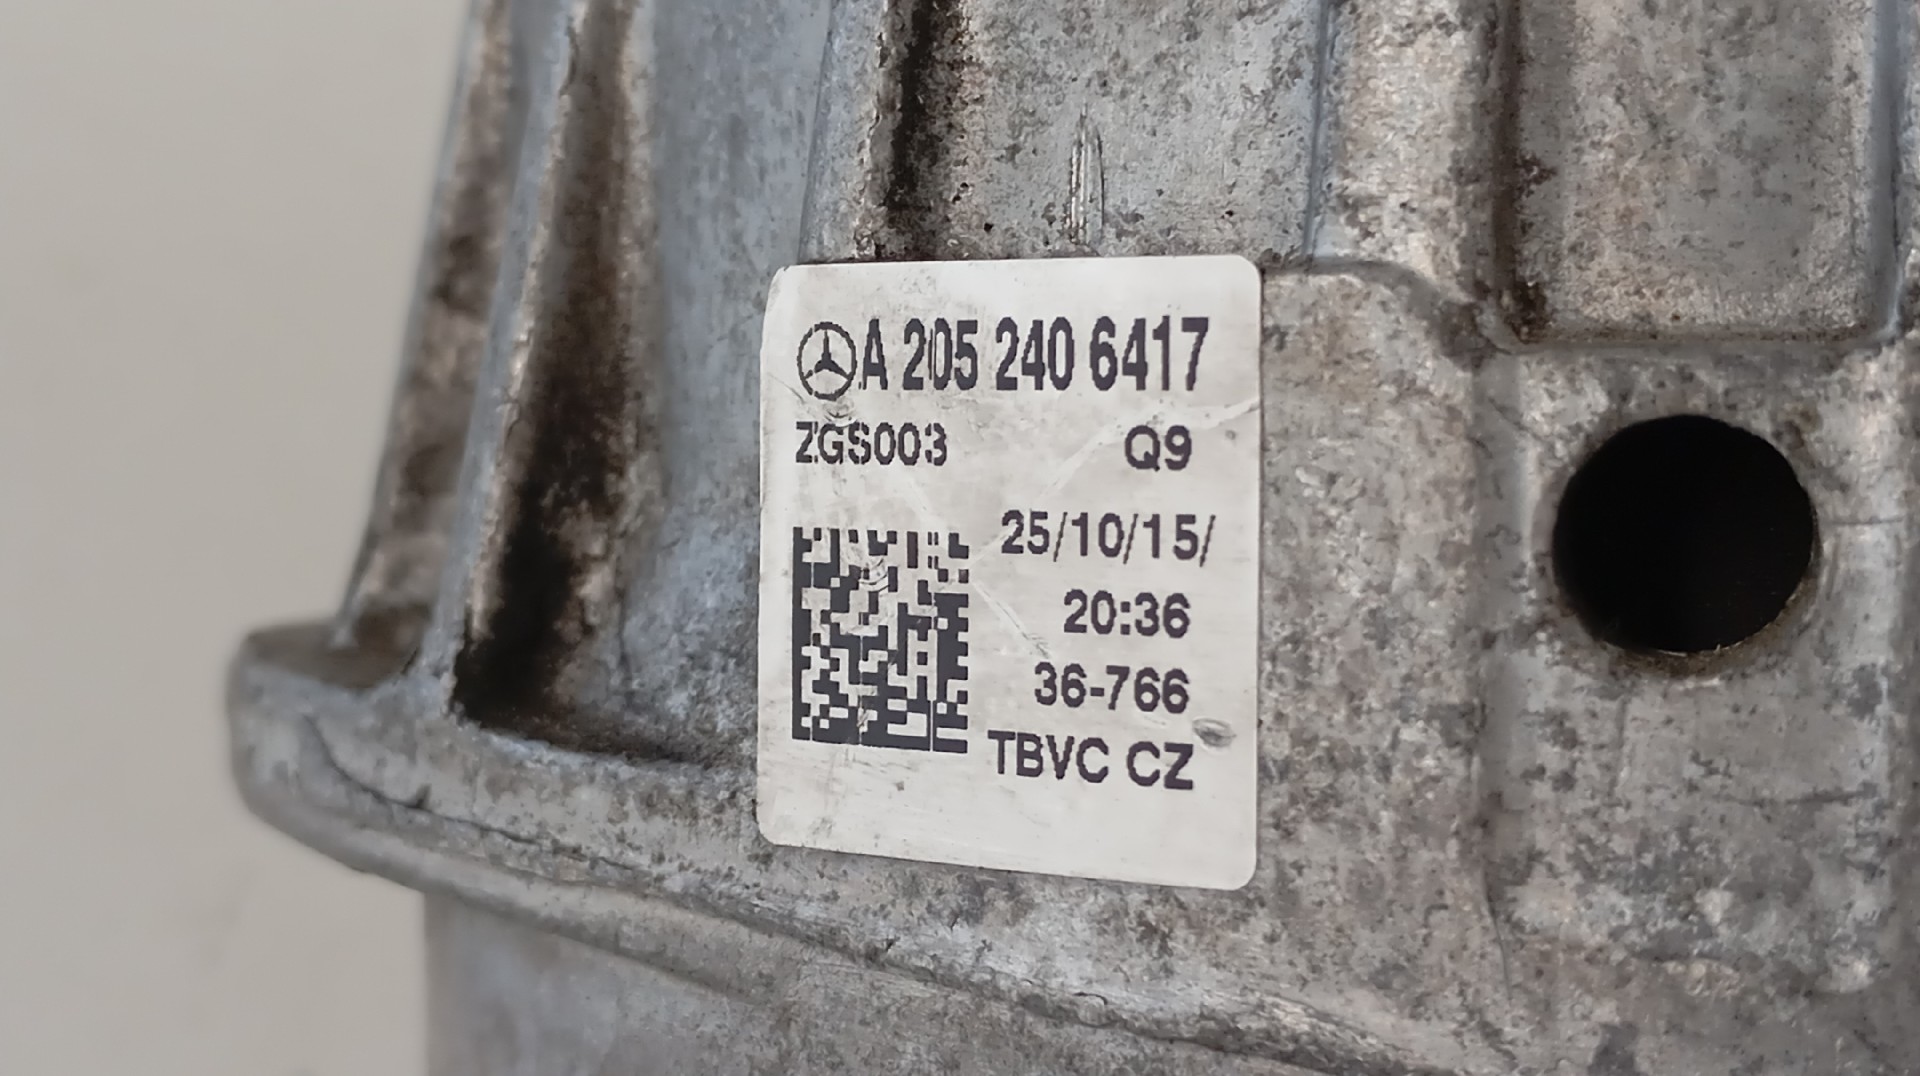 A 205 240 6417
ZGS003 Q9
25/10/15/
20:36
36-766
TBVC CZ